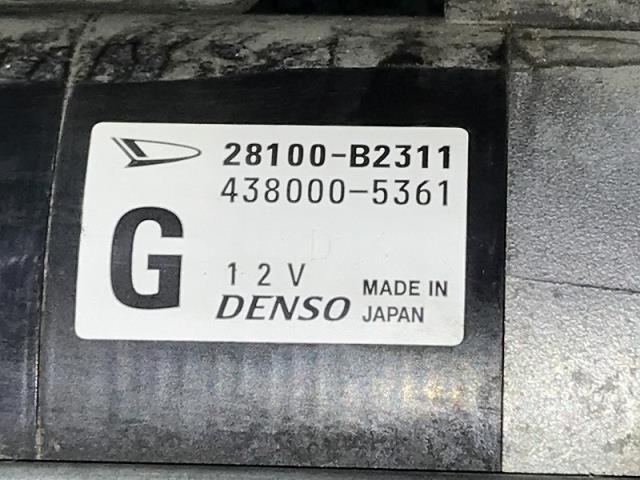 28100-B2311
438000-5361
D
G
12V
DENSO
MADE IN
JAPAN